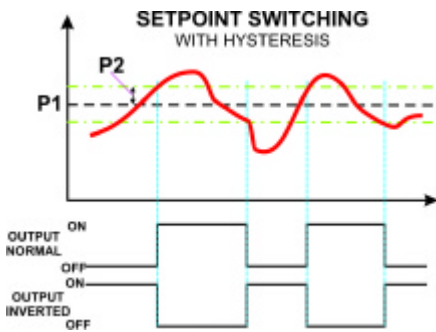 SETPOINT SWITCHING
WITH HYSTERESIS
P2
P1
ON
OUTPUT
NORMAL
OFF
ON
OUTPUT
INVERTED
OFF